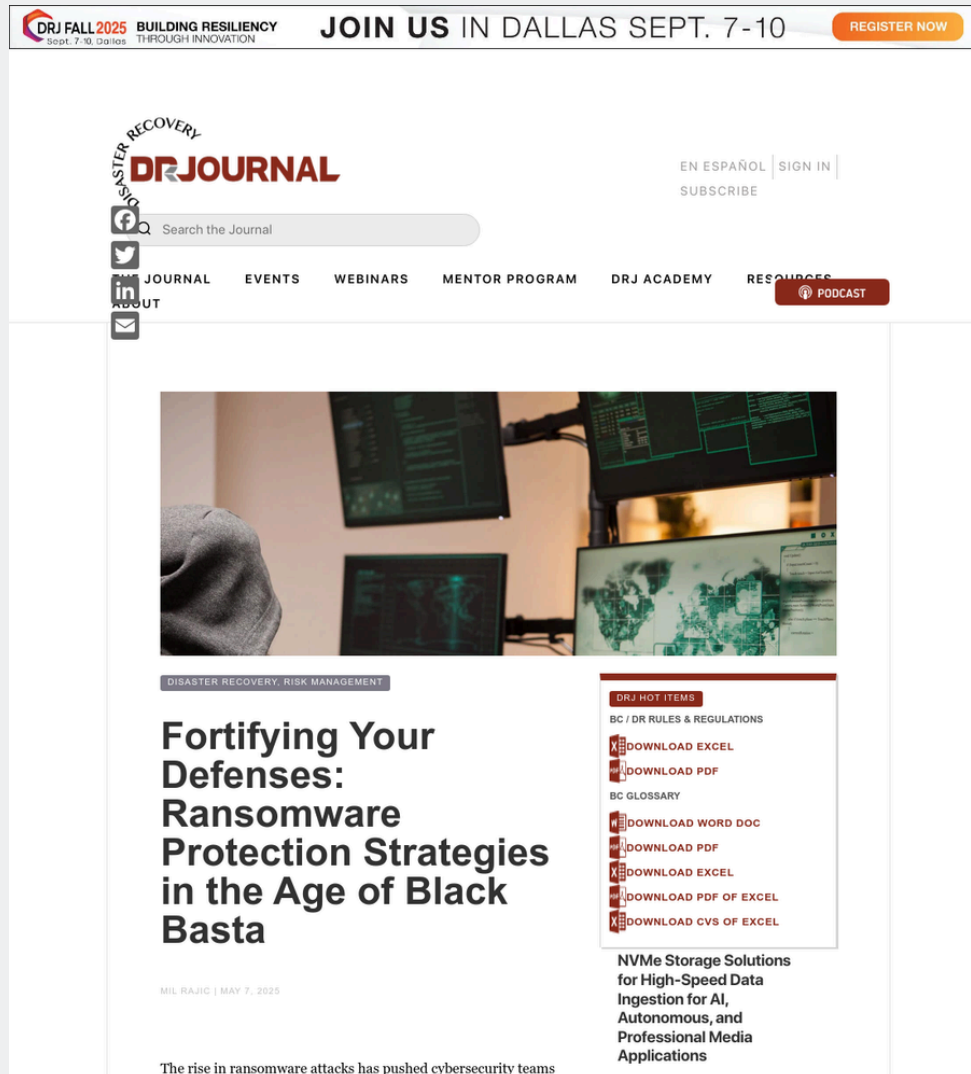 DRJ FALL 2025
Sept. 7-10, Dallas
BUILDING RESILIENCY
THROUGH INNOVATION
JOIN US IN DALLAS SEPT. 7-10
REGISTER NOW
DISASTER RECOVERY
DRJOURNAL
EN ESPAÑOL
SIGN IN
SUBSCRIBE
Search the Journal
JOURNAL
EVENTS
WEBINARS
MENTOR PROGRAM
DRJ ACADEMY
RESOURCES
ABOUT
PODCAST
DISASTER RECOVERY, RISK MANAGEMENT
Fortifying Your
Defenses:
Ransomware
Protection Strategies
in the Age of Black
Basta
MIL RAJIC | MAY 7, 2025
The rise in ransomware attacks has pushed cybersecurity teams
DRJ HOT ITEMS
BC / DR RULES & REGULATIONS
DOWNLOAD EXCEL
DOWNLOAD PDF
BC GLOSSARY
DOWNLOAD WORD DOC
DOWNLOAD PDF
DOWNLOAD EXCEL
DOWNLOAD PDF OF EXCEL
DOWNLOAD CVS OF EXCEL
NVMe Storage Solutions
for High-Speed Data
Ingestion for AI,
Autonomous, and
Professional Media
Applications